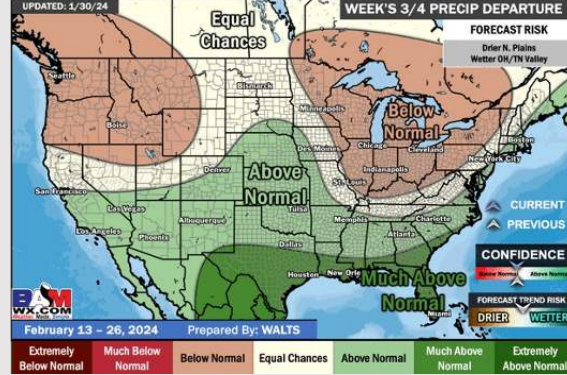 UPDATED: 1/30/24
WEEK'S 3/4 PRECIP DEPARTURE
FORECAST RISK
Drier N. Plains
Wetter OH/TN Valley
Equal
Chances
Seattle
Bismarck
Minneapolis
Boise
Below
Normal
Boston
Des Moines
Chicago
Cleveland
New York City
Indianapolis
Denver
Above
Normal
St. Louis
San Francisco
Las Vegas
Tulsa
CURRENT
PREVIOUS
Los Angeles
Albuquerque
Memphis
Charlotte
Phoenix
Atlanta
Dallas
CONFIDENCE
Below Normal
Above Normal
Houston
New Orle
Much Above
Normal
Miami
FORECAST TREND RISK
DRIER
WETTER
BAM
WX.COM
February 13 - 26, 2024
Prepared By: WALTS
Extremely
Below Normal
Much Below
Normal
Below Normal
Equal Chances
Above Normal
Much Above
Normal
Extremely
Above Normal